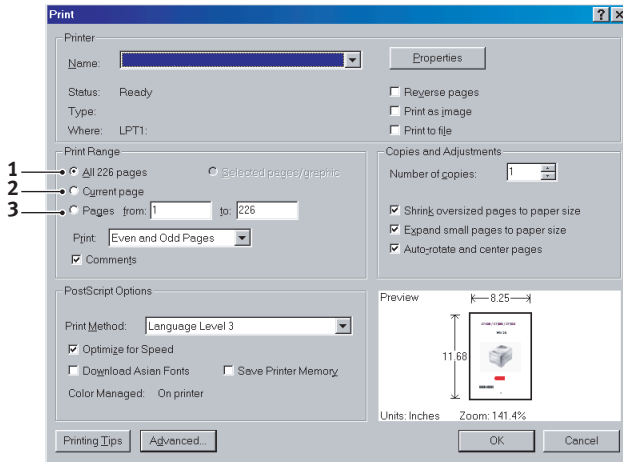 Print
Printer
Name:
Properties
Status: Ready
Reverse pages
Type:
Print as image
Where: LPT1:
Print to file
Print Range
1 All 226 pages Selected pages/graphic
2 Current page
3 Pages from: 1 to: 226
Print: Even and Odd Pages
Comments
Copies and Adjustments
Number of copies: 1
Shrink oversized pages to paper size
Expand small pages to paper size
Auto-rotate and center pages
PostScript Options
Print Method: Language Level 3
Optimize for Speed
Download Asian Fonts Save Printer Memory
Color Managed: On printer
Preview
8.25
11.68
Units: Inches Zoom: 141.4%
Printing Tips Advanced... OK Cancel